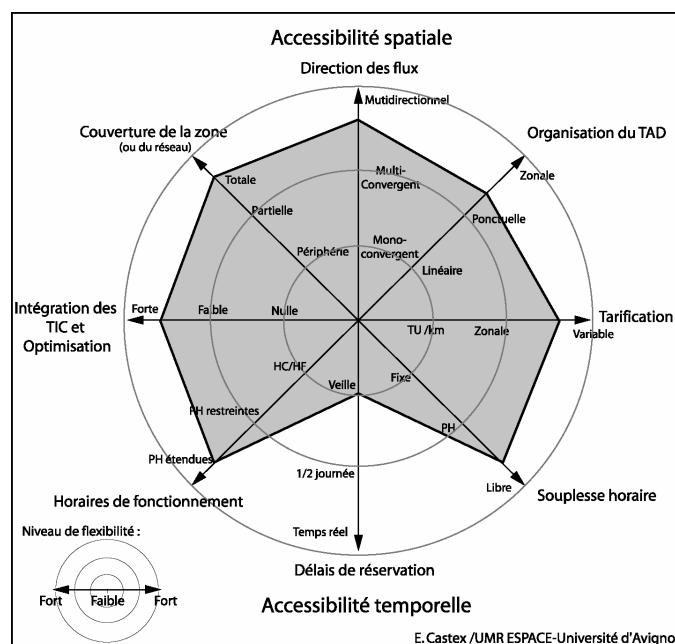 Accessibilité spatiale
Direction des flux
Mutidirectionnel
Couverture de la zone
(ou du réseau)
Organisation du TAD
Totale
Multi-
Convergent
Zonale
Partielle
Ponctuelle
Périphérie
Mono-
convergent
Linéaire
Intégration des
TIC et
Optimisation
Forte
Faible
Nulle
TU /km
Zonale
Variable
Tarification
HC/HF
Veille
Fixe
PH restreintes
PH
PH étendues
1/2 journée
Libre
Horaires de fonctionnement
Souplesse horaire
Niveau de flexibilité :
Temps réel
Délais de réservation
Fort
Faible
Fort
Accessibilité temporelle
E. Castex /UMR ESPACE-Université d'Avigno